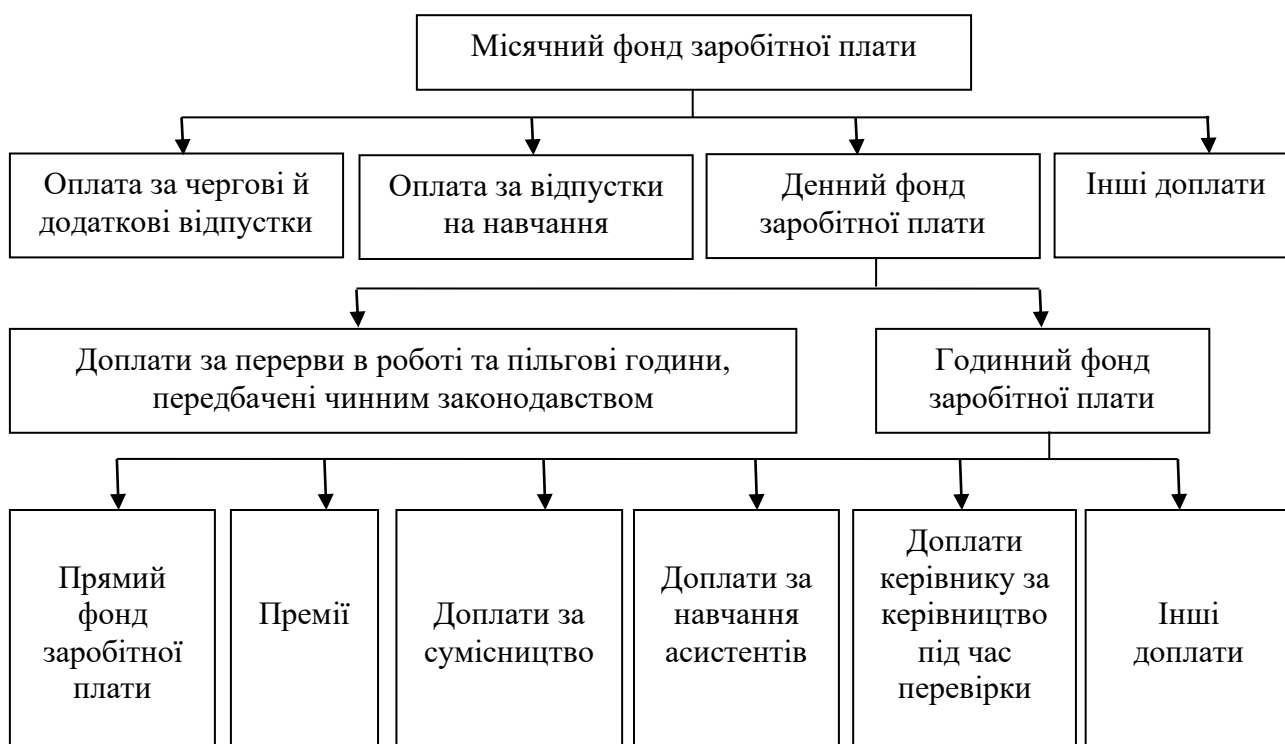 Місячний фонд заробітної плати
Оплата за чергові й
додаткові відпустки
Оплата за відпустки
на навчання
Денний фонд
заробітної плати
Інші доплати
Доплати за перерви в роботі та пільгові години,
передбачені чинним законодавством
Годинний фонд
заробітної плати
Прямий
фонд
заробітної
плати
Премії
Доплати за
сумісництво
Доплати за
навчання
асистентів
Доплати
керівнику за
керівництво
під час
перевірки
Інші
доплати